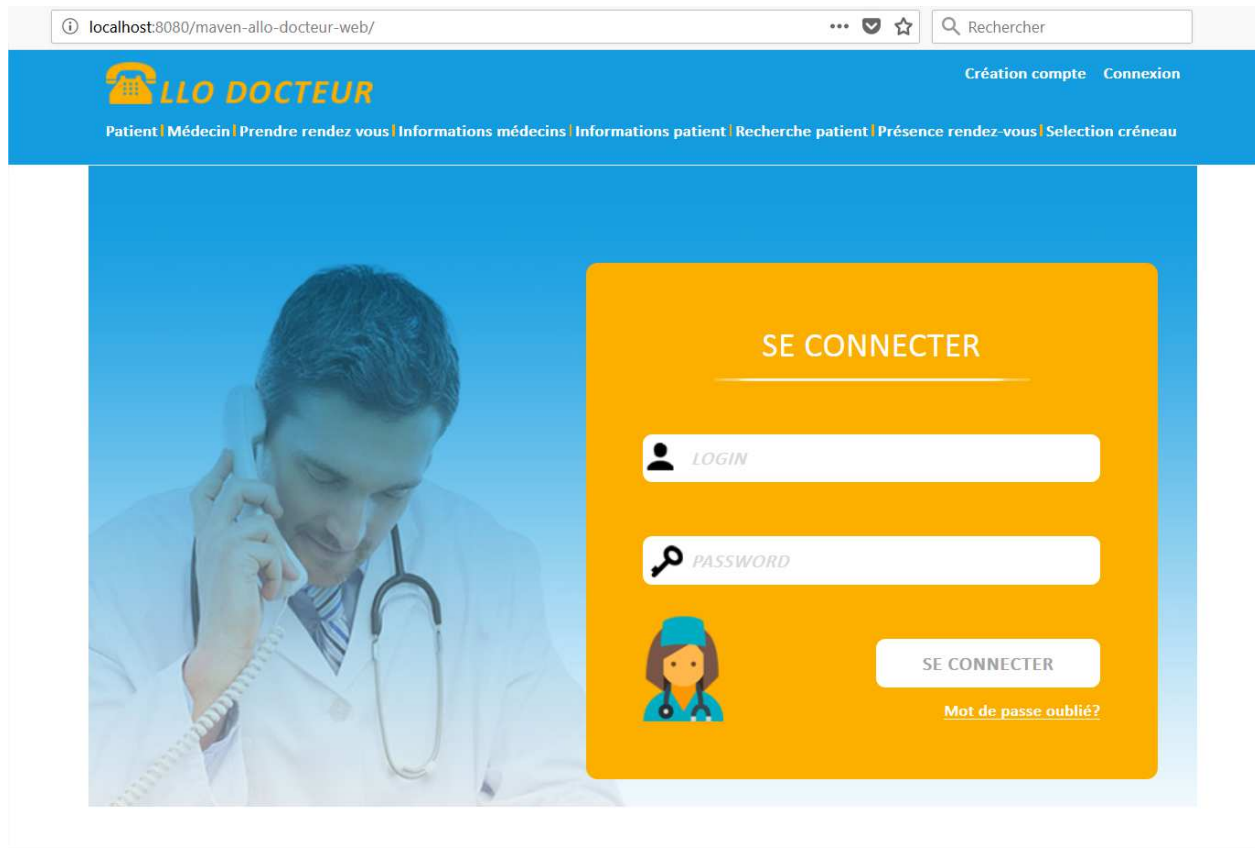 localhost:8080/maven-allo-docteur-web/
Rechercher
LLO DOCTEUR
Création compte Connexion
Patient | Médecin | Prendre rendez vous | Informations médecins | Informations patient | Recherche patient | Présence rendez-vous | Selection créneau
SE CONNECTER
LOGIN
PASSWORD
SE CONNECTER
Mot de passe oublié?